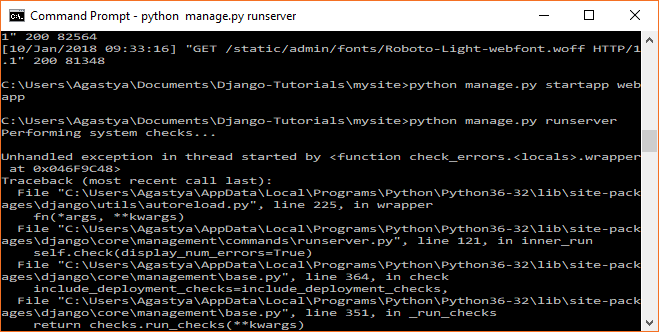 Command Prompt - python  manage.py runserver
1" 200 82564
[10/Jan/2018 09:33:16] "GET /static/admin/fonts/Roboto-Light-webfont.woff HTTP/1
.1" 200 81348
C:\Users\Agastya\Documents\Django-Tutorials\mysite>python manage.py startapp web
app
C:\Users\Agastya\Documents\Django-Tutorials\mysite>python manage.py runserver
Performing system checks...
Unhandled exception in thread started by <function check_errors.<locals>.wrapper
 at 0x046F9C48>
Traceback (most recent call last):
  File "C:\Users\Agastya\AppData\Local\Programs\Python\Python36-32\lib\site-pack
ages\django\utils\autoreload.py", line 225, in wrapper
    fn(*args, **kwargs)
  File "C:\Users\Agastya\AppData\Local\Programs\Python\Python36-32\lib\site-pack
ages\django\core\management\commands\runserver.py", line 121, in inner_run
    self.check(display_num_errors=True)
  File "C:\Users\Agastya\AppData\Local\Programs\Python\Python36-32\lib\site-pack
ages\django\core\management\base.py", line 364, in check
    include_deployment_checks=include_deployment_checks,
  File "C:\Users\Agastya\AppData\Local\Programs\Python\Python36-32\lib\site-pack
ages\django\core\management\base.py", line 351, in _run_checks
    return checks.run_checks(**kwargs)